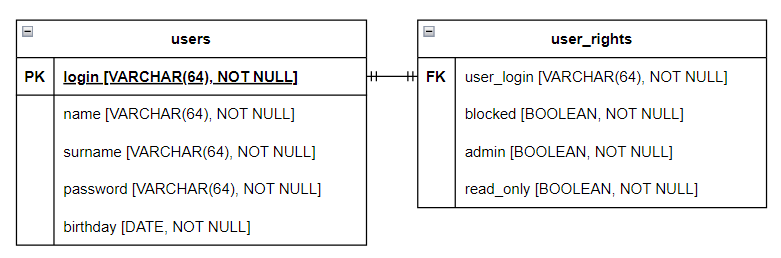 users
PK login [VARCHAR(64), NOT NULL]
name [VARCHAR(64), NOT NULL]
surname [VARCHAR(64), NOT NULL]
password [VARCHAR(64), NOT NULL]
birthday [DATE, NOT NULL]
user_rights
FK user_login [VARCHAR(64), NOT NULL]
blocked [BOOLEAN, NOT NULL]
admin [BOOLEAN, NOT NULL]
read_only [BOOLEAN, NOT NULL]